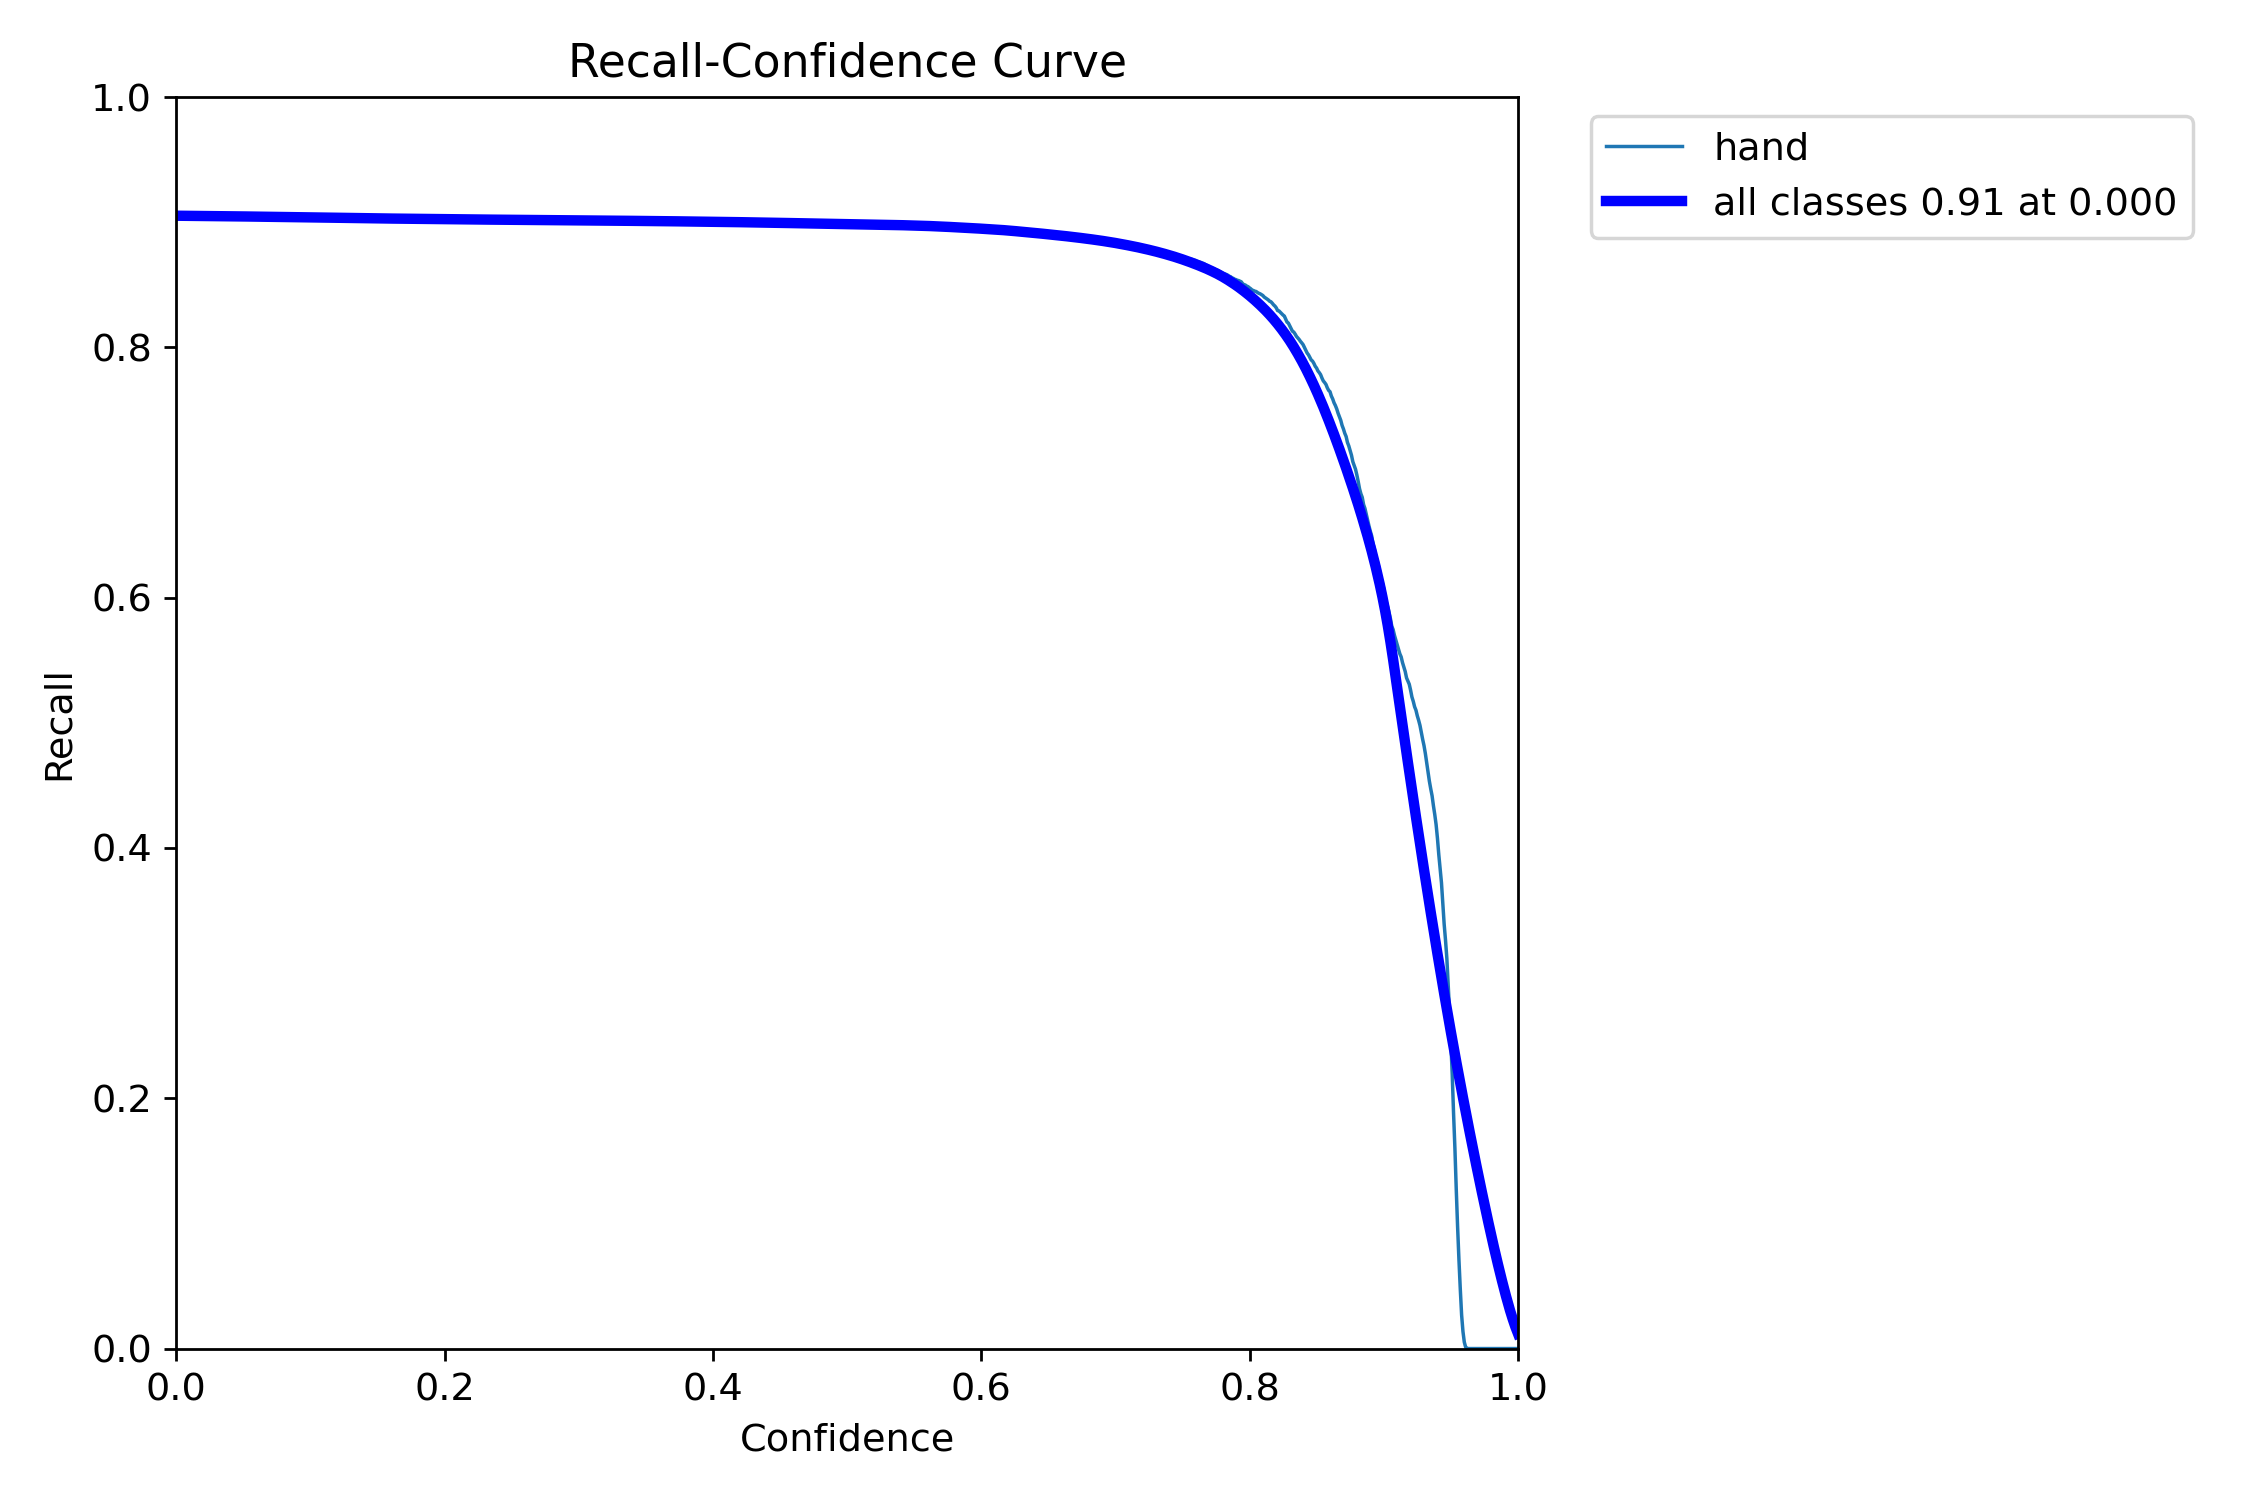 Recall-Confidence Curve
1.0
0.8
0.6
0.4
0.2
0.0
Recall
0.0 0.2 0.4 0.6 0.8 1.0
Confidence
hand
all classes 0.91 at 0.000